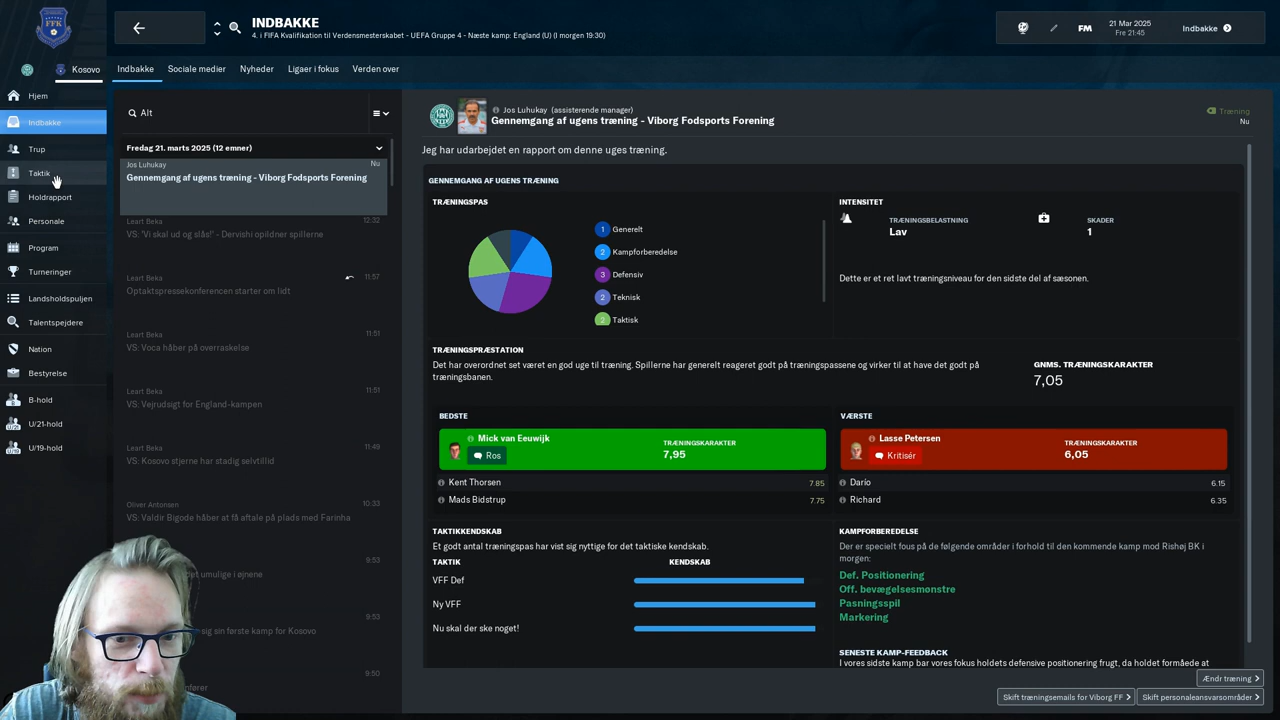 FFK
INDBAKKE
4. i FIFA Kvalifikation til Verdensmesterskabet - UEFA Gruppe 4 - Næste kamp: England (U) (I morgen 19:30)
FM
21 Mar 2025
Fre 21:45
Indbakke
Kosovo
Indbakke
Sociale medier
Nyheder
Ligaer i fokus
Verden over
Hjem
Indbakke
Trup
Taktik
Holdrapport
Personale
Program
Turneringer
Landsholdspuljen
Talentspejdere
Nation
Bestyrelse
B-hold
U/21-hold
U/19-hold
Alt
Fredag 21. marts 2025 (12 emner)
Jos Luhukay Nu
Gennemgang af ugens træning - Viborg Fodsports Forening
Leart Beka 12:32
VS: 'Vi skal ud og slås!' - Dervishi opildner spillerne
Leart Beka 11:57
Optaktspressekonferencen starter om lidt
Leart Beka 11:51
VS: Voca håber på overraskelse
Leart Beka 11:51
VS: Vejrudsigt for England-kampen
Leart Beka 11:49
VS: Kosovo stjerne har stadig selvtillid
Oliver Antonsen 10:33
VS: Valdir Bigode håber at få aftale på plads med Farinha
9:53
umulige i øjnene
9:53
sig sin første kamp for Kosovo
9:50
Jos Luhukay (assisterende manager)
Gennemgang af ugens træning - Viborg Fodsports Forening
Træning
Nu
Jeg har udarbejdet en rapport om denne uges træning.
GENNEMGANG AF UGENS TRÆNING
TRÆNINGSPAS
1 Generelt
2 Kampforberedelse
3 Defensiv
2 Teknisk
2 Taktisk
INTENSITET
TRÆNINGSBELASTNING
Lav
SKADER
1
Dette er et ret lavt træningsniveau for den sidste del af sæsonen.
TRÆNINGSPRÆSTATION
Det har overordnet set været en god uge til træning. Spillerne har generelt reageret godt på træningspassene og virker til at have det godt på
træningsbanen.
GNMS. TRÆNINGSKARAKTER
7,05
BEDSTE
Mick van Eeuwijk
Ros
TRÆNINGSKARAKTER
7,95
Kent Thorsen 7.85
Mads Bidstrup 7.75
VÆRSTE
Lasse Petersen
Kritisér
TRÆNINGSKARAKTER
6,05
Darío 6.15
Richard 6.35
TAKTIKKENDSKAB
Et godt antal træningspas har vist sig nyttige for det taktiske kendskab.
TAKTIK KENDSKAB
VFF Def
Ny VFF
Nu skal der ske noget!
KAMPFORBEREDELSE
Der er specielt fous på de følgende områder i forhold til den kommende kamp mod Rishøj BK i
morgen:
Def. Positionering
Off. bevægelsesmønstre
Pasningsspil
Markering
SENESTE KAMP-FEEDBACK
I vores sidste kamp bar vores fokus holdets defensive positionering frugt, da holdet formåede at
Ændr træning
Skift træningsemails for Viborg FF
Skift personaleansvarsområder